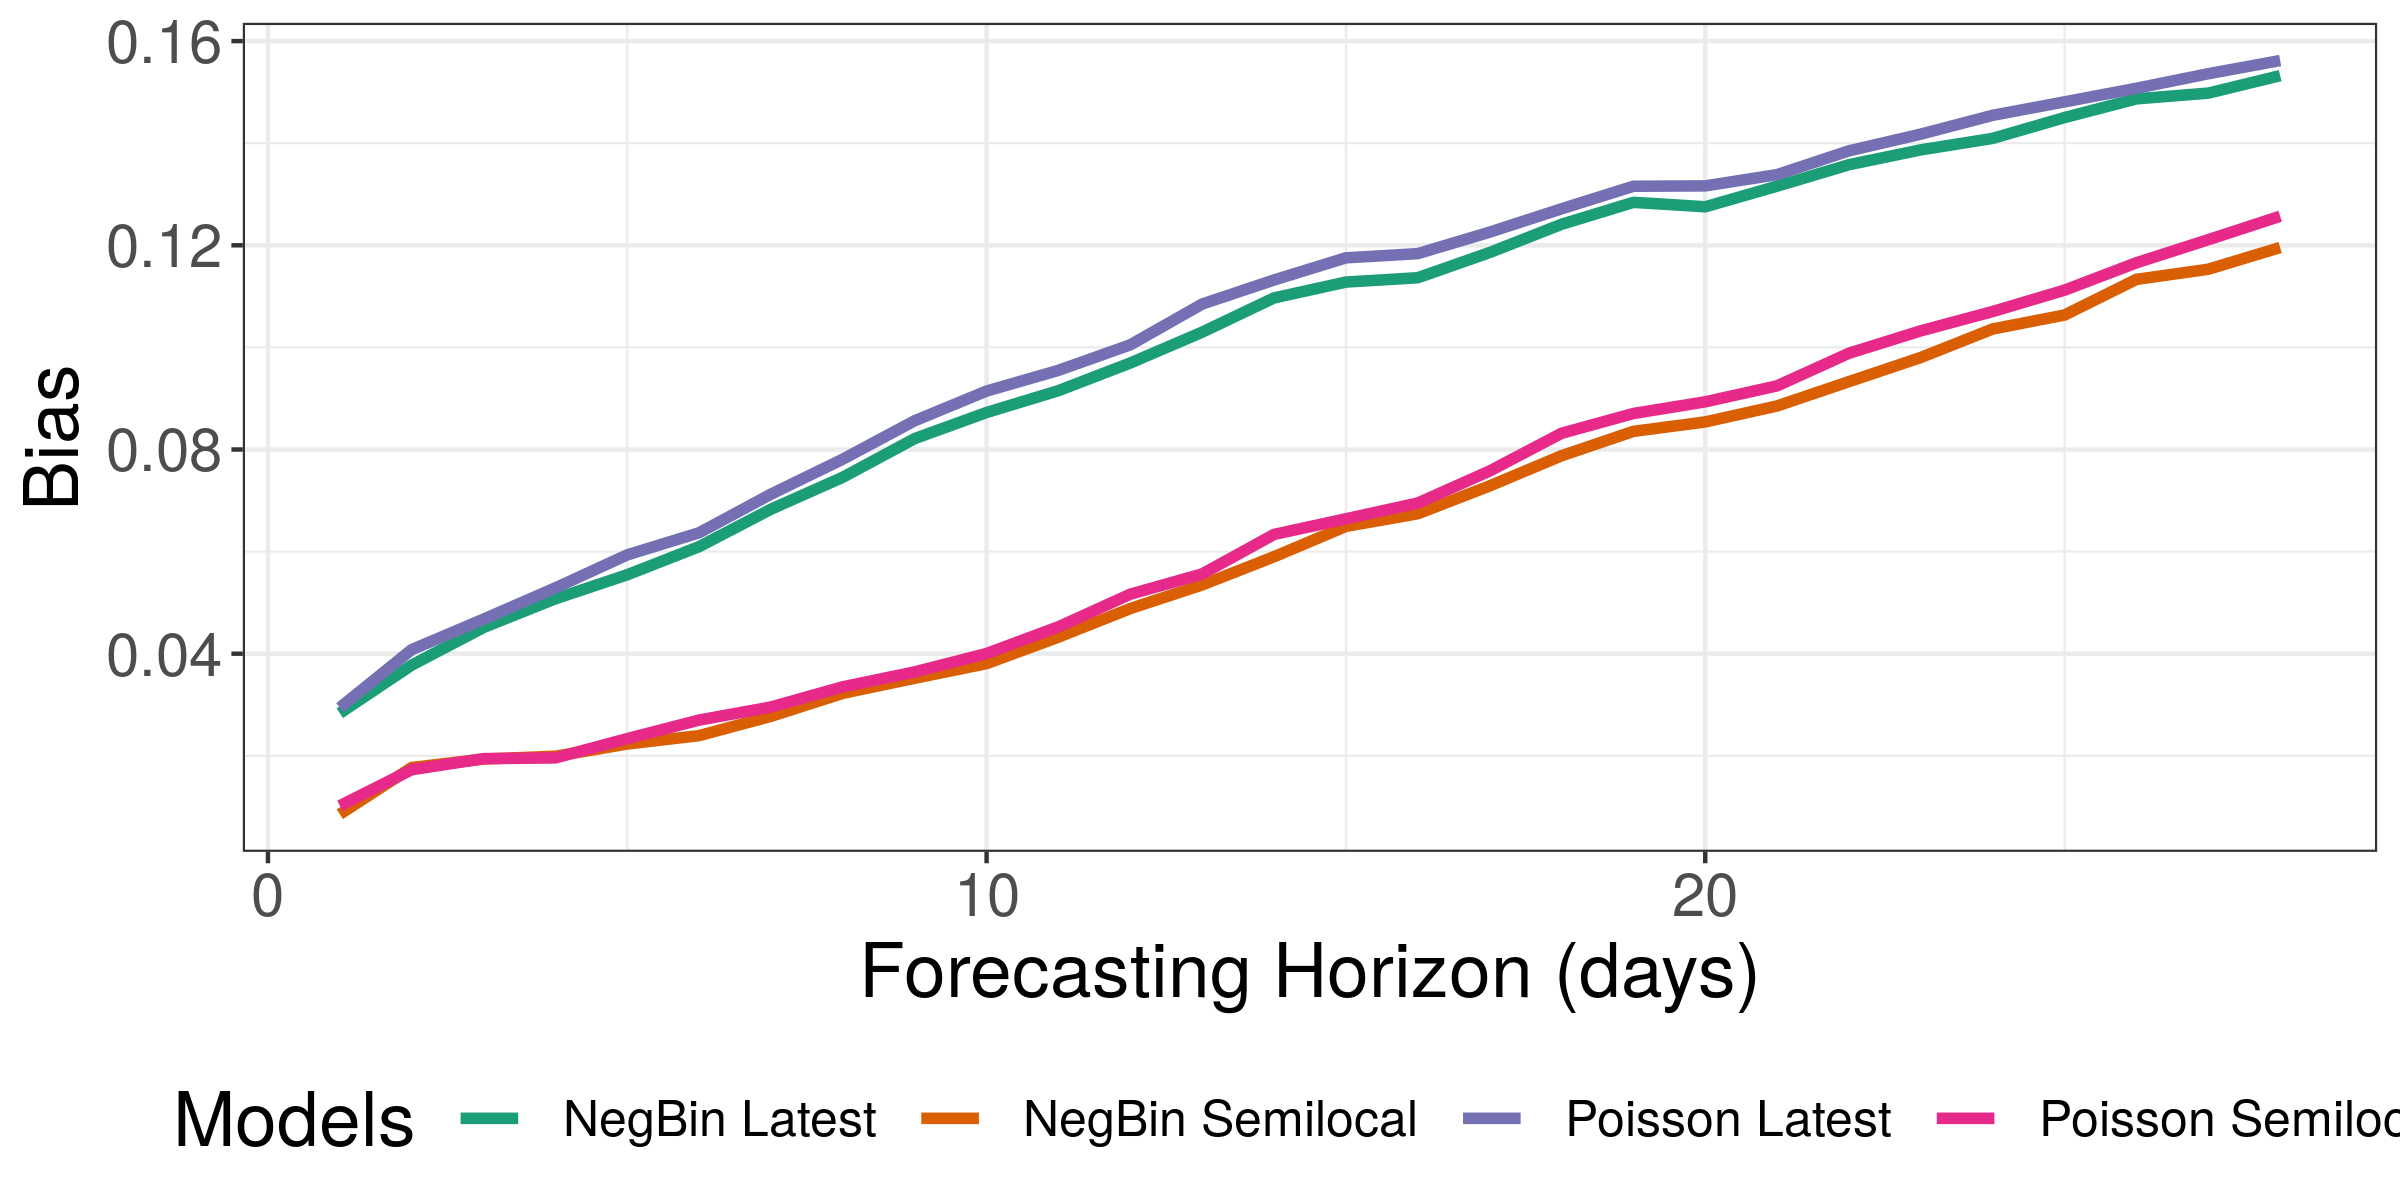 0.16
0.12
0.08
0.04
Bias
0 10 20
Forecasting Horizon (days)
Models NegBin Latest NegBin Semilocal Poisson Latest Poisson